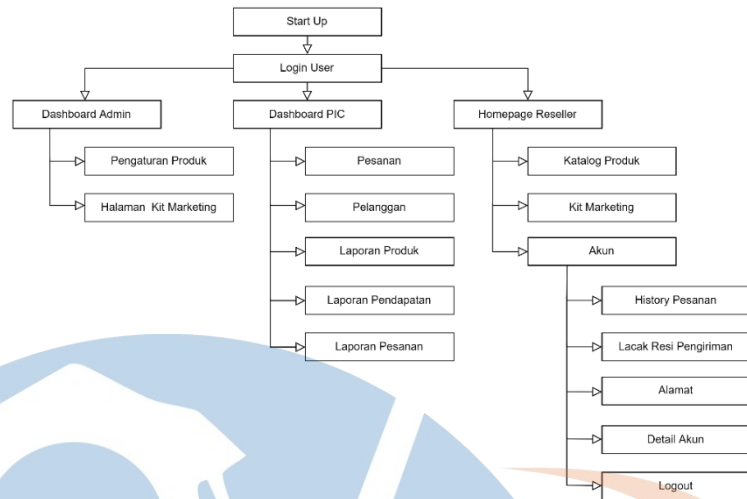 Start Up
Login User
Dashboard Admin
Dashboard PIC
Homepage Reseller
Pengaturan Produk
Pesanan
Katalog Produk
Halaman Kit Marketing
Pelanggan
Kit Marketing
Laporan Produk
Akun
Laporan Pendapatan
History Pesanan
Laporan Pesanan
Lacak Resi Pengiriman
Alamat
Detail Akun
Logout